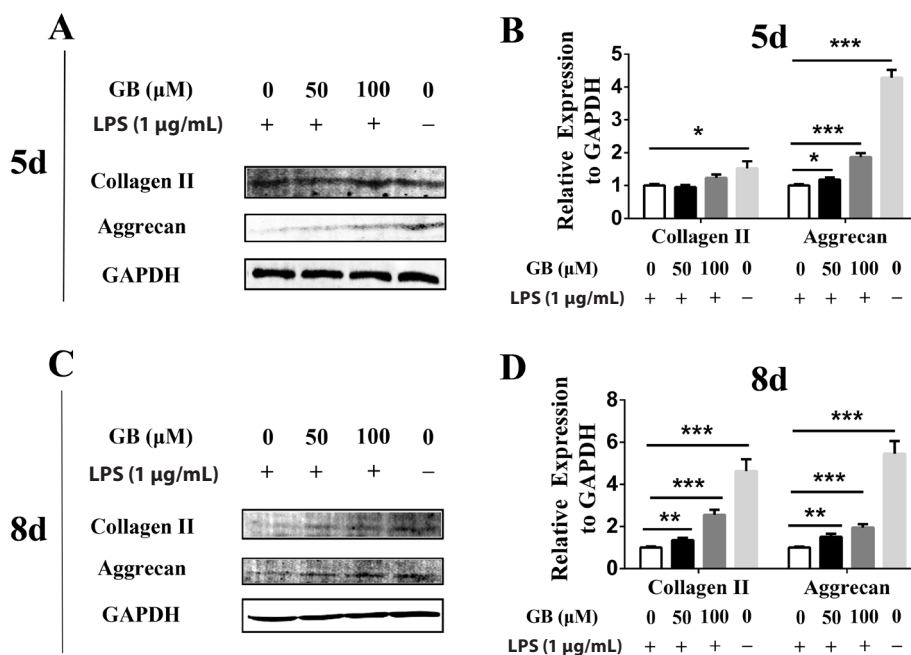 A
5d
GB (µM) 0 50 100 0
LPS (1 µg/mL) + + + −
Collagen II
Aggrecan
GAPDH
B
5d
Relative Expression
to GAPDH
5
4
3
2
1
0
*
***
***
*
Collagen II Aggrecan
GB (µM) 0 50 100 0 0 50 100 0
LPS (1 µg/mL) + + + − + + + −
C
8d
GB (µM) 0 50 100 0
LPS (1 µg/mL) + + + −
Collagen II
Aggrecan
GAPDH
D
8d
Relative Expression
to GAPDH
8
6
4
2
0
***
***
**
***
***
**
Collagen II Aggrecan
GB (µM) 0 50 100 0 0 50 100 0
LPS (1 µg/mL) + + + − + + + −